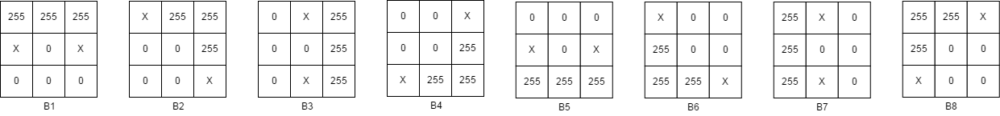 255 255 255 X 255 255 0 X 255 0 0 X 0 0 0 X 0 0 255 X 0 255 255 X
X 0 X 0 0 255 0 0 255 0 0 255 X 0 X 255 0 0 255 0 0 255 0 0
0 0 0 0 0 X 0 X 255 X 255 255 255 255 255 255 255 X 255 X 0 X 0 0
B1 B2 B3 B4 B5 B6 B7 B8